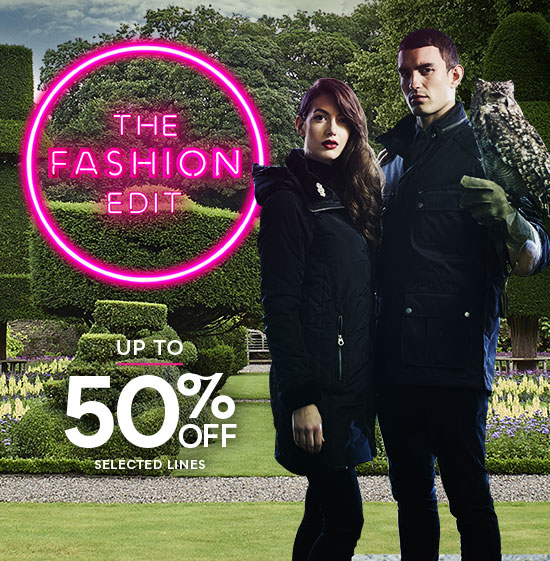 THE
FASHION
EDIT
UP TO
50% OFF
SELECTED LINES